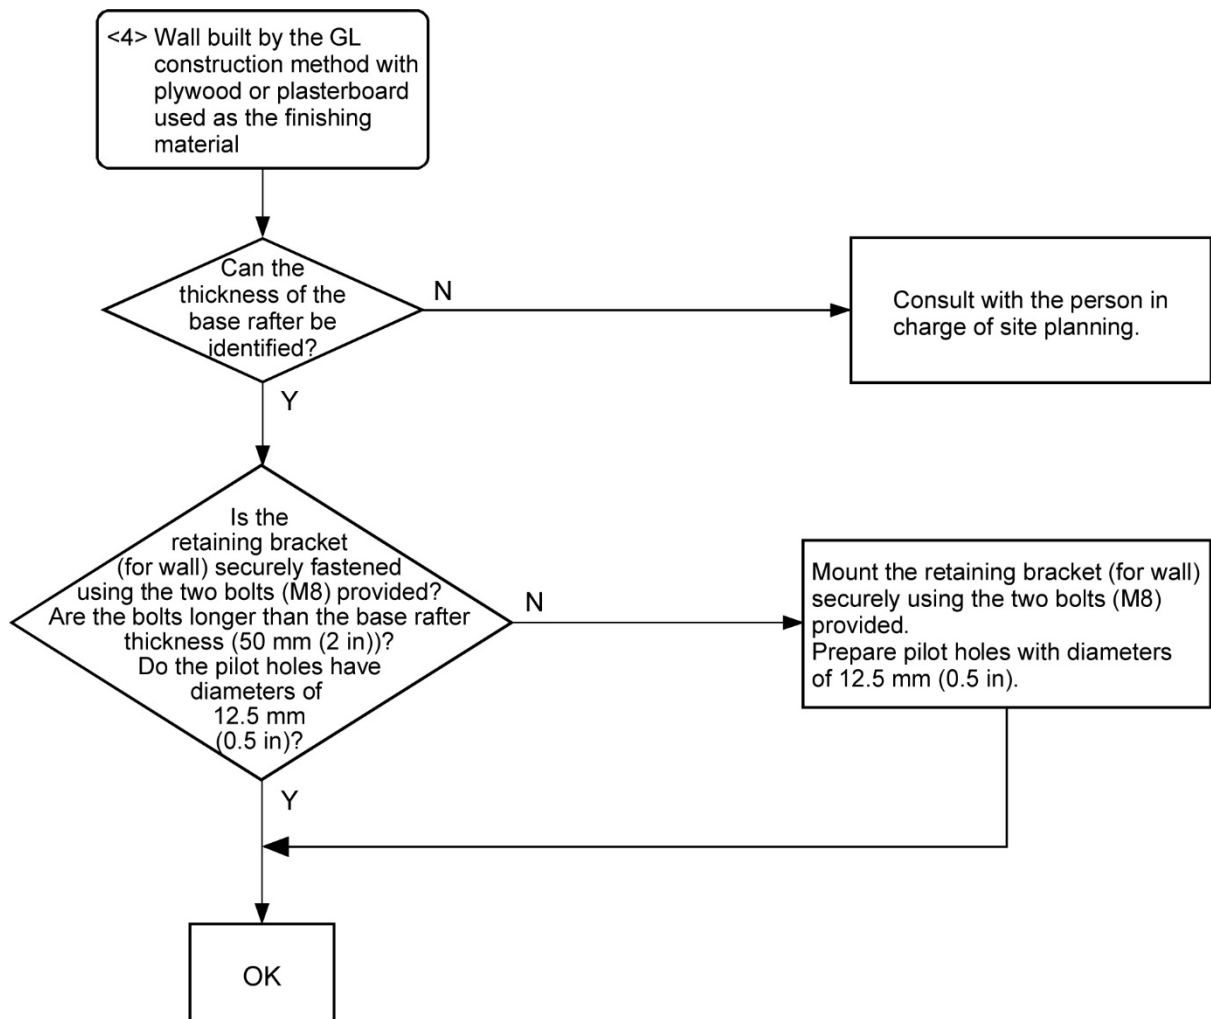 <4> Wall built by the GL
construction method with
plywood or plasterboard
used as the finishing
material
Can the
thickness of the
base rafter be
identified?
N
Consult with the person in
charge of site planning.
Y
Is the
retaining bracket
(for wall) securely fastened
using the two bolts (M8) provided?
Are the bolts longer than the base rafter
thickness (50 mm (2 in))?
Do the pilot holes have
diameters of
12.5 mm
(0.5 in)?
N
Mount the retaining bracket (for wall)
securely using the two bolts (M8)
provided.
Prepare pilot holes with diameters
of 12.5 mm (0.5 in).
Y
OK